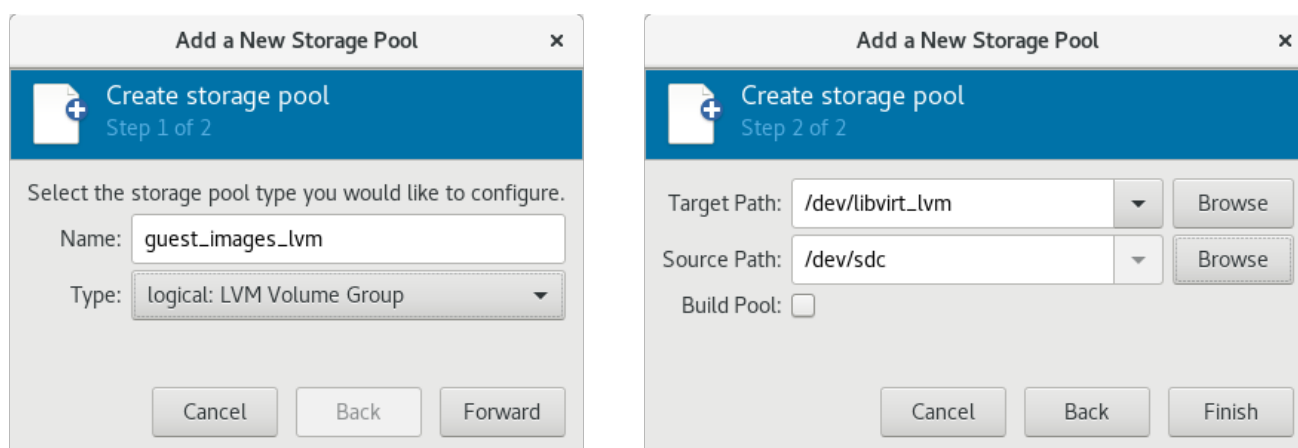 Add a New Storage Pool ×
Create storage pool
Step 1 of 2
Select the storage pool type you would like to configure.
Name: guest_images_lvm
Type: logical: LVM Volume Group
Cancel Back Forward
Add a New Storage Pool ×
Create storage pool
Step 2 of 2
Target Path: /dev/libvirt_lvm Browse
Source Path: /dev/sdc Browse
Build Pool:
Cancel Back Finish